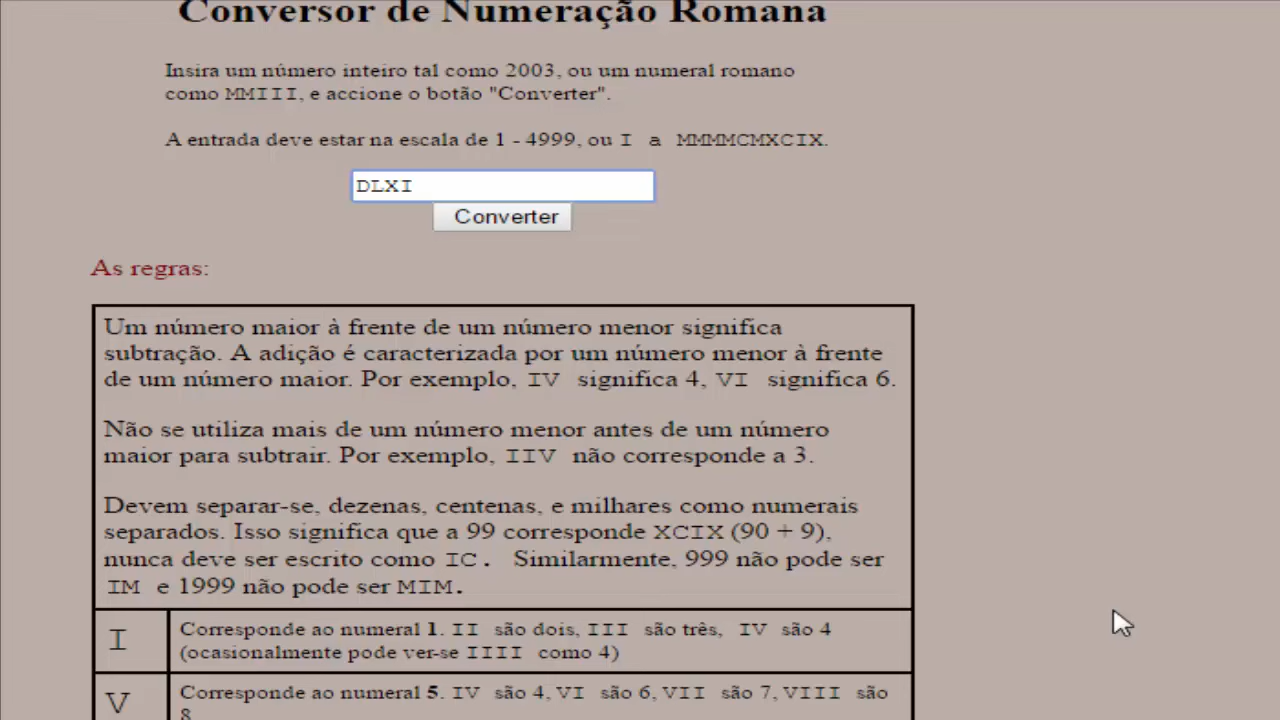 Conversor de Numeração Romana
Insira um número inteiro tal como 2003, ou um numeral romano
como MMIII, e accione o botão "Converter".
A entrada deve estar na escala de 1 - 4999, ou I a MMMMCMXCIX.
DLXI
Converter
As regras:
Um número maior à frente de um número menor significa
subtração. A adição é caracterizada por um número menor à frente
de um número maior. Por exemplo, IV significa 4, VI significa 6.
Não se utiliza mais de um número menor antes de um número
maior para subtrair. Por exemplo, IIV não corresponde a 3.
Devem separar-se, dezenas, centenas, e milhares como numerais
separados. Isso significa que a 99 corresponde XCIX (90 + 9),
nunca deve ser escrito como IC. Similarmente, 999 não pode ser
IM e 1999 não pode ser MIM.
I
Corresponde ao numeral 1. II são dois, III são três, IV são 4
(ocasionalmente pode ver-se IIII como 4)
V
Corresponde ao numeral 5. IV são 4, VI são 6, VII são 7, VIII são
8